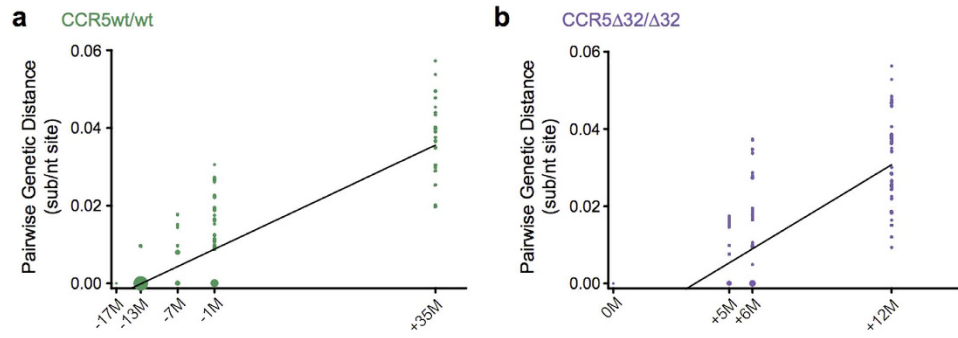 a CCR5wt/wt
Pairwise Genetic Distance
(sub/nt site)
0.06
0.04
0.02
0.00
-17M
-13M
-7M
-1M
+35M
b CCR5Δ32/Δ32
Pairwise Genetic Distance
(sub/nt site)
0.06
0.04
0.02
0.00
0M
+5M
+6M
+12M